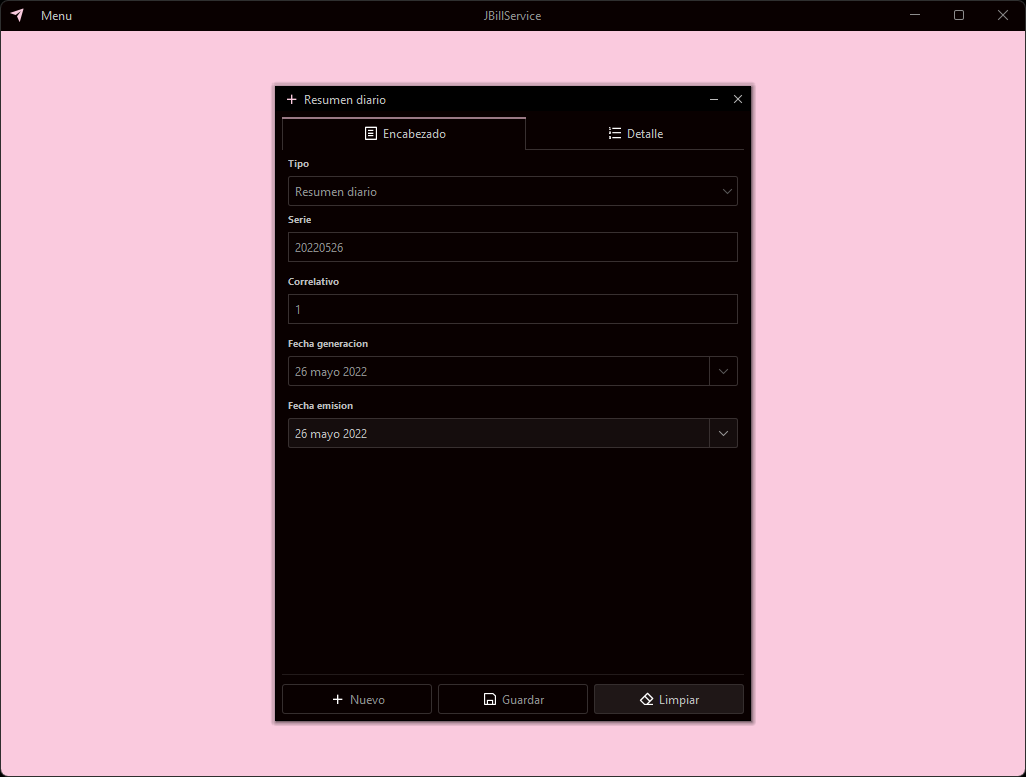 Menu
JBillService
Resumen diario
Encabezado
Detalle
Tipo
Resumen diario
Serie
20220526
Correlativo
1
Fecha generacion
26 mayo 2022
Fecha emision
26 mayo 2022
Nuevo
Guardar
Limpiar